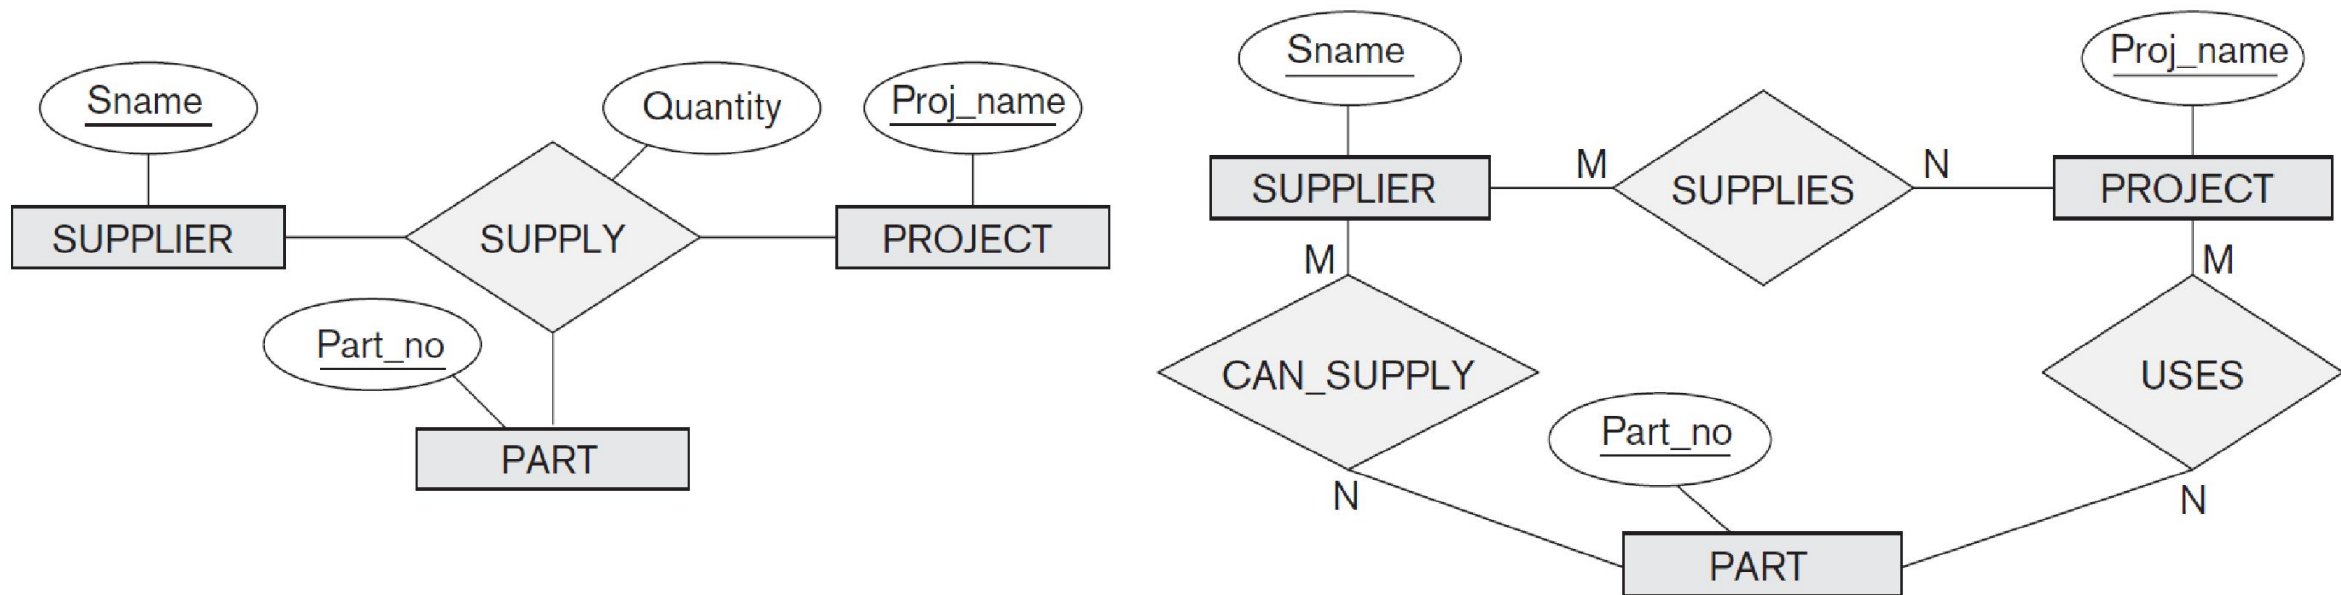 Sname
Quantity
Proj_name
SUPPLIER
SUPPLY
PROJECT
Part_no
PART
Sname
Proj_name
SUPPLIER
M
SUPPLIES
N
PROJECT
M
M
CAN_SUPPLY
USES
Part_no
N
N
PART